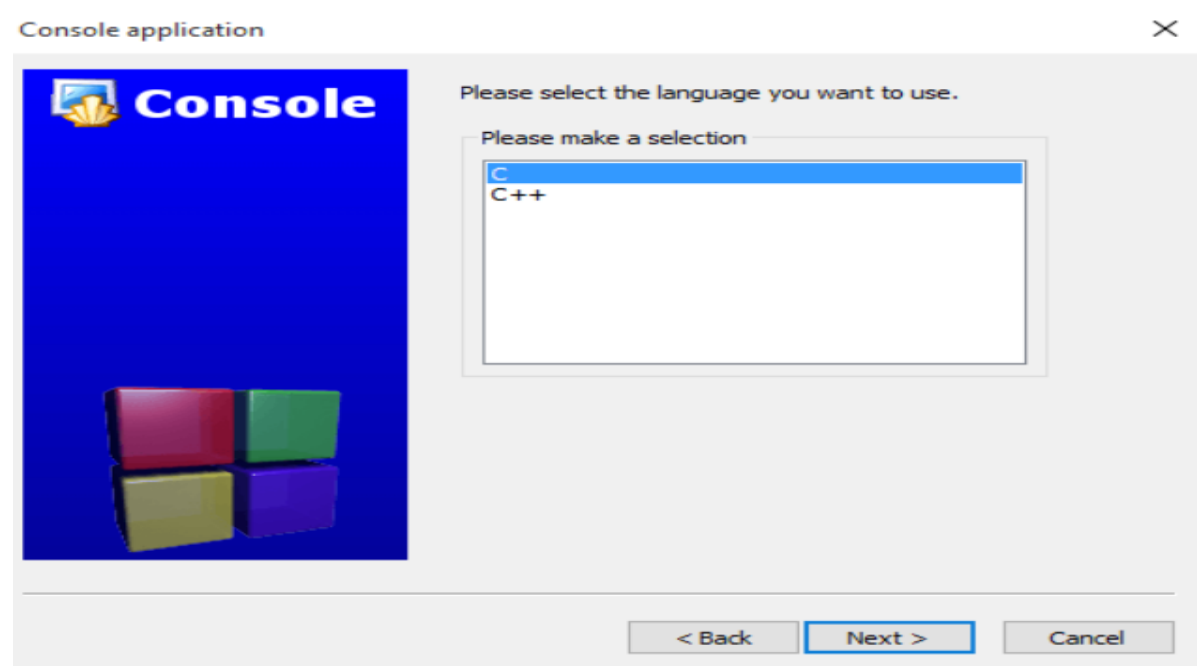 Console application
Console
Please select the language you want to use.
Please make a selection
C
C++
< Back
Next >
Cancel